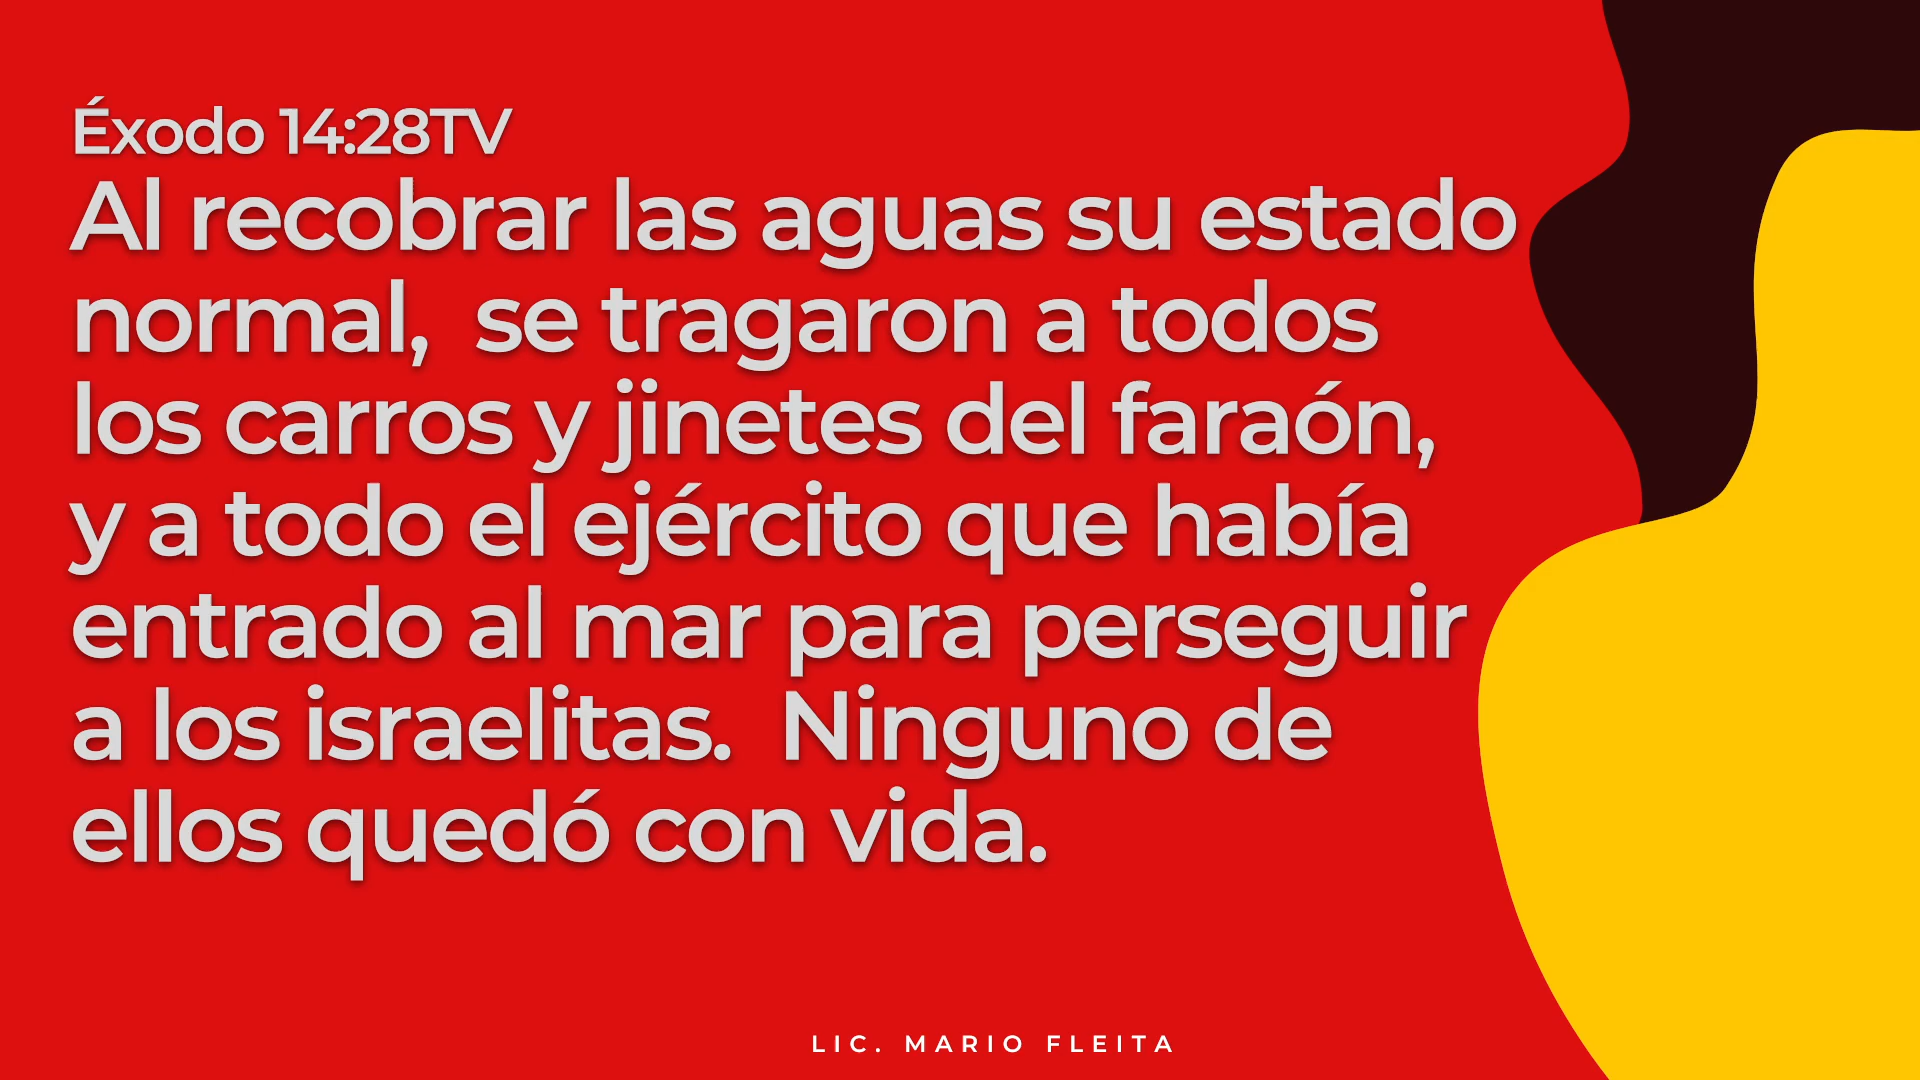 Éxodo 14:28TV
Al recobrar las aguas su estado
normal,  se tragaron a todos
los carros y jinetes del faraón,
y a todo el ejército que había
entrado al mar para perseguir
a los israelitas.  Ninguno de
ellos quedó con vida.
LIC. MARIO FLEITA